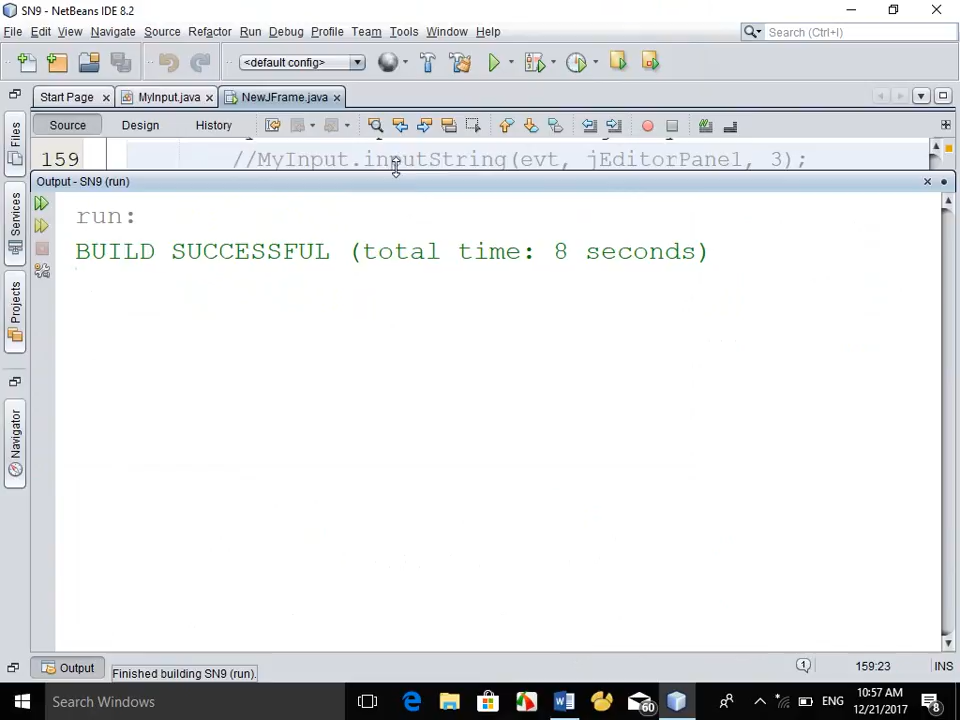 SN9 - NetBeans IDE 8.2
File Edit View Navigate Source Refactor Run Debug Profile Team Tools Window Help
Search (Ctrl+I)
<default config>
Start Page MyInput.java NewJFrame.java
Source Design History
159 //MyInput.inputString(evt, jEditorPane1, 3);
Output - SN9 (run)
Files
Services
Projects
Navigator
run:
BUILD SUCCESSFUL (total time: 8 seconds)
Output
Finished building SN9 (run).
1
159:23
INS
Search Windows
60
ENG
10:57 AM
12/21/2017
8